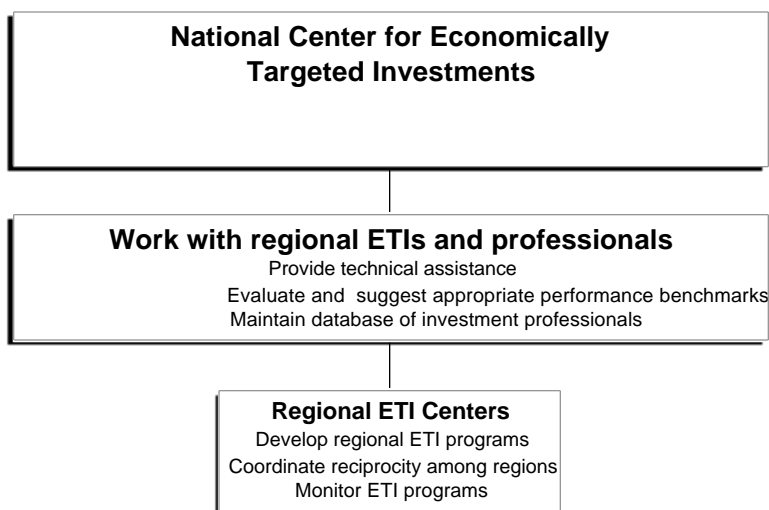 National Center for Economically
Targeted Investments
Work with regional ETIs and professionals
Provide technical assistance
Evaluate and suggest appropriate performance benchmarks
Maintain database of investment professionals
Regional ETI Centers
Develop regional ETI programs
Coordinate reciprocity among regions
Monitor ETI programs